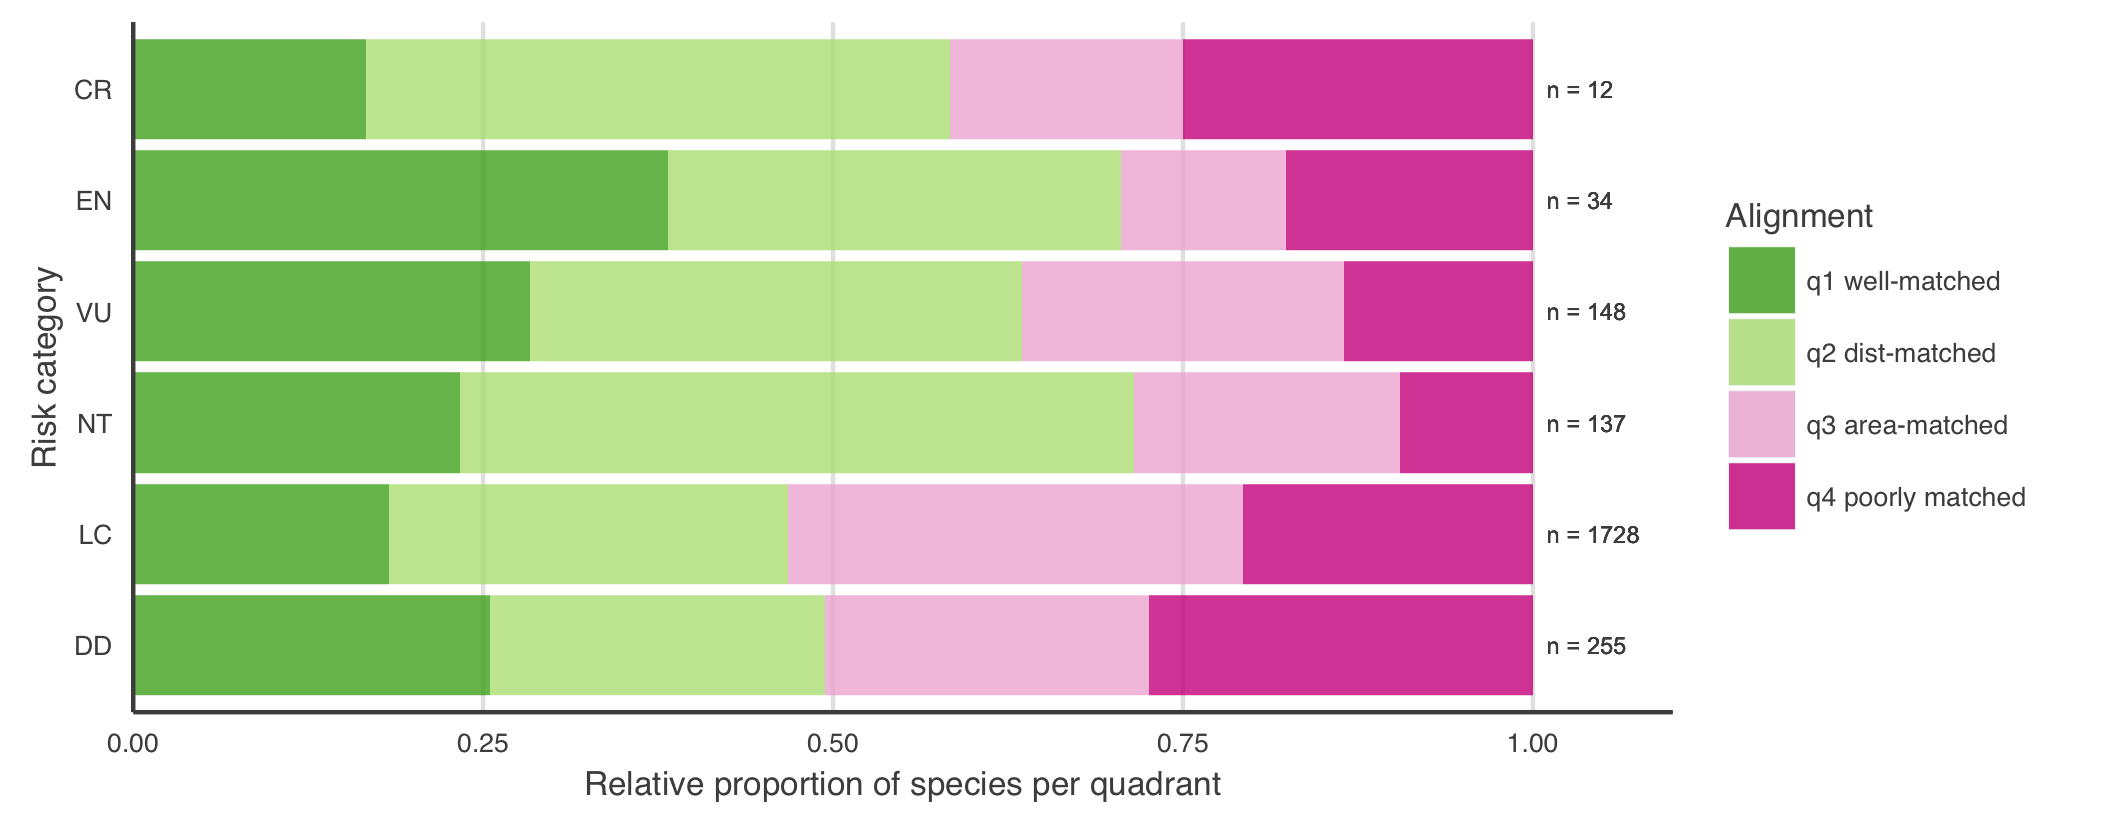 Risk category
CR
n = 12
EN
n = 34
VU
n = 148
NT
n = 137
LC
n = 1728
DD
n = 255
0.00
0.25
0.50
0.75
1.00
Relative proportion of species per quadrant
Alignment
q1 well-matched
q2 dist-matched
q3 area-matched
q4 poorly matched